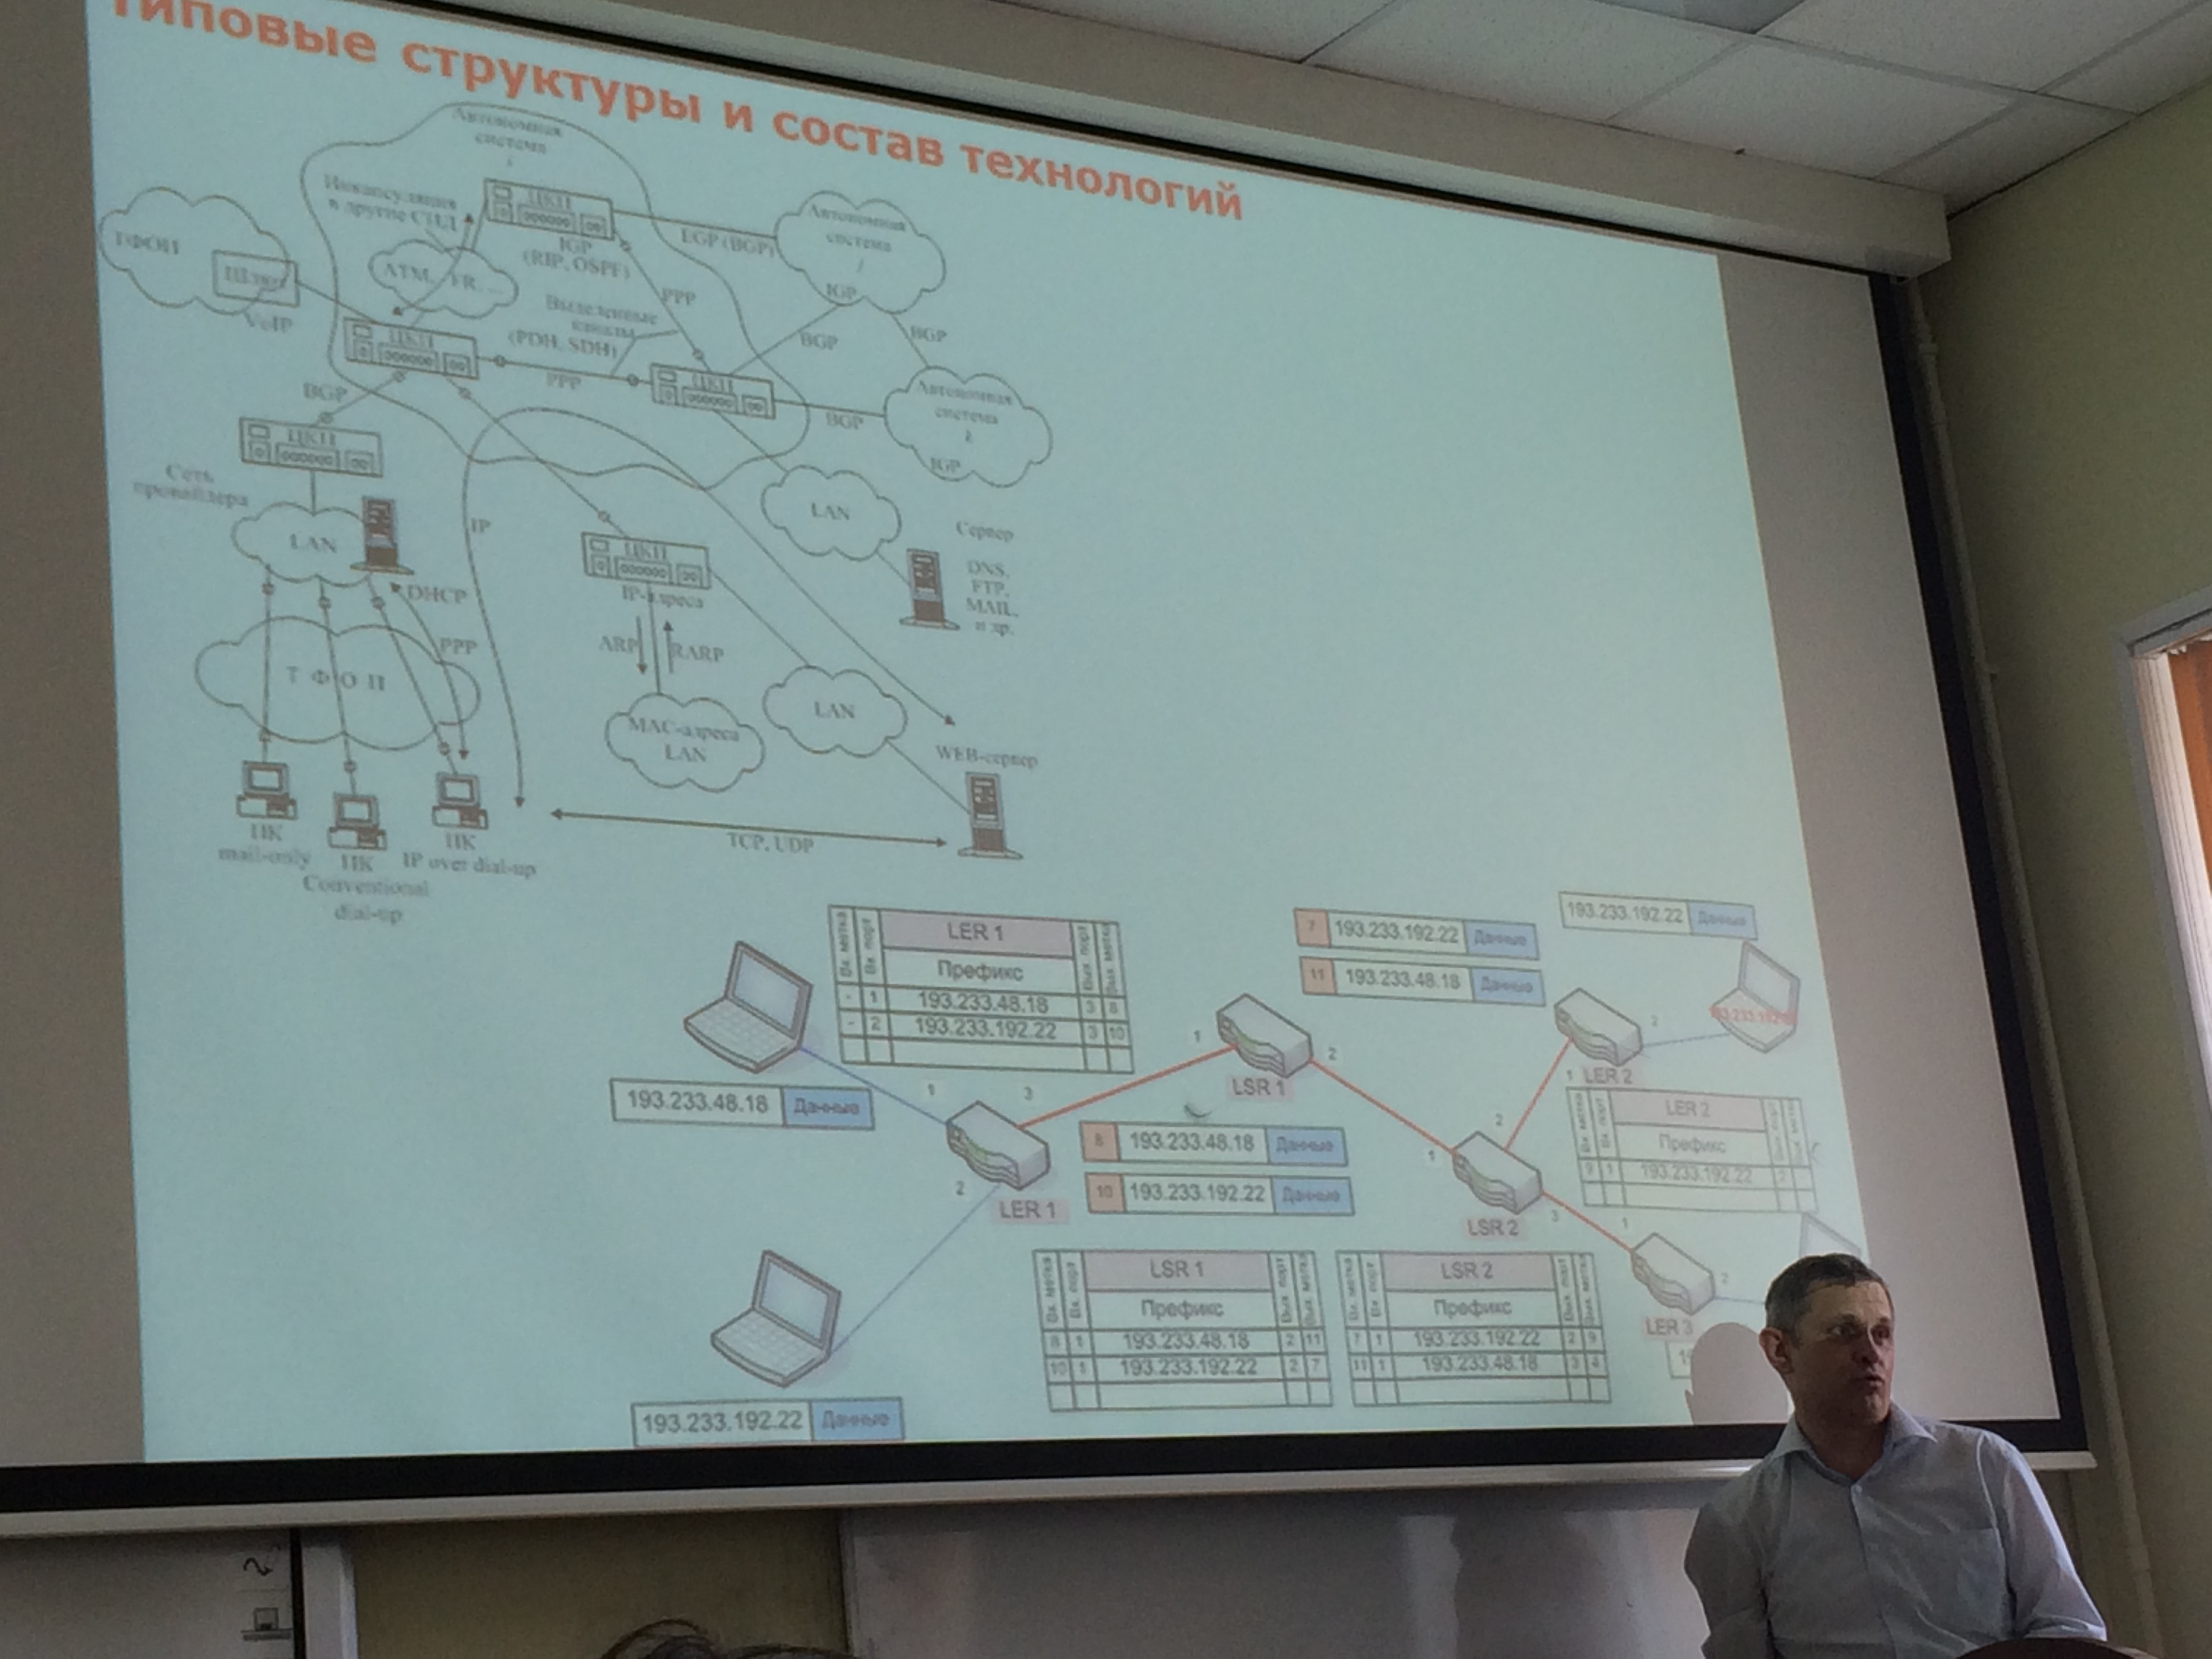 типовые структуры и состав технологий
Автономная
система
i
Инкапсуляция
в другие СПД
ЦКП
IGP
(RIP, OSPF)
EGP (BGP)
Автономная
система
j
IGP
ТФОП
Шлюз
VoIP
ATM, FR, ...
Выделенные
каналы
(PDH, SDH)
PPP
BGP
BGP
ЦКП
PPP
ЦКП
BGP
Автономная
система
k
IGP
BGP
ЦКП
Сеть
провайдера
LAN
IP
LAN
Сервер
DNS,
FTP,
MAIL,
и др.
DHCP
PPP
Т Ф О П
ЦКП
IP-адреса
ARP
RARP
MAC-адреса
LAN
LAN
WEB-сервер
ПК
mail-only
ПК
Conventional
dial-up
ПК
IP over dial-up
TCP, UDP
Вх. метка Вх. порт LER 1 Вых. порт Вых. метка
Префикс
- 1 193.233.48.18 3 8
- 2 193.233.192.22 3 10
7 193.233.192.22 Данные
11 193.233.48.18 Данные
193.233.192.22 Данные
193.233.48.18 Данные
1
3
2
LER 1
1
2
LSR 1
8 193.233.48.18 Данные
10 193.233.192.22 Данные
1
2
3
LSR 2
1
2
LER 2
Вх. метка Вх. порт LER 2
Префикс
9 1 193.233.192.22 2
1
2
LER 3
Вх. метка Вх. порт LSR 1 Вых. порт Вых. метка
Префикс
8 1 193.233.48.18 2 11
10 1 193.233.192.22 2 7
Вх. метка Вх. порт LSR 2 Вых. порт Вых. метка
Префикс
7 1 193.233.192.22 2 9
11 1 193.233.48.18 3 4
193.233.192.22 Данные